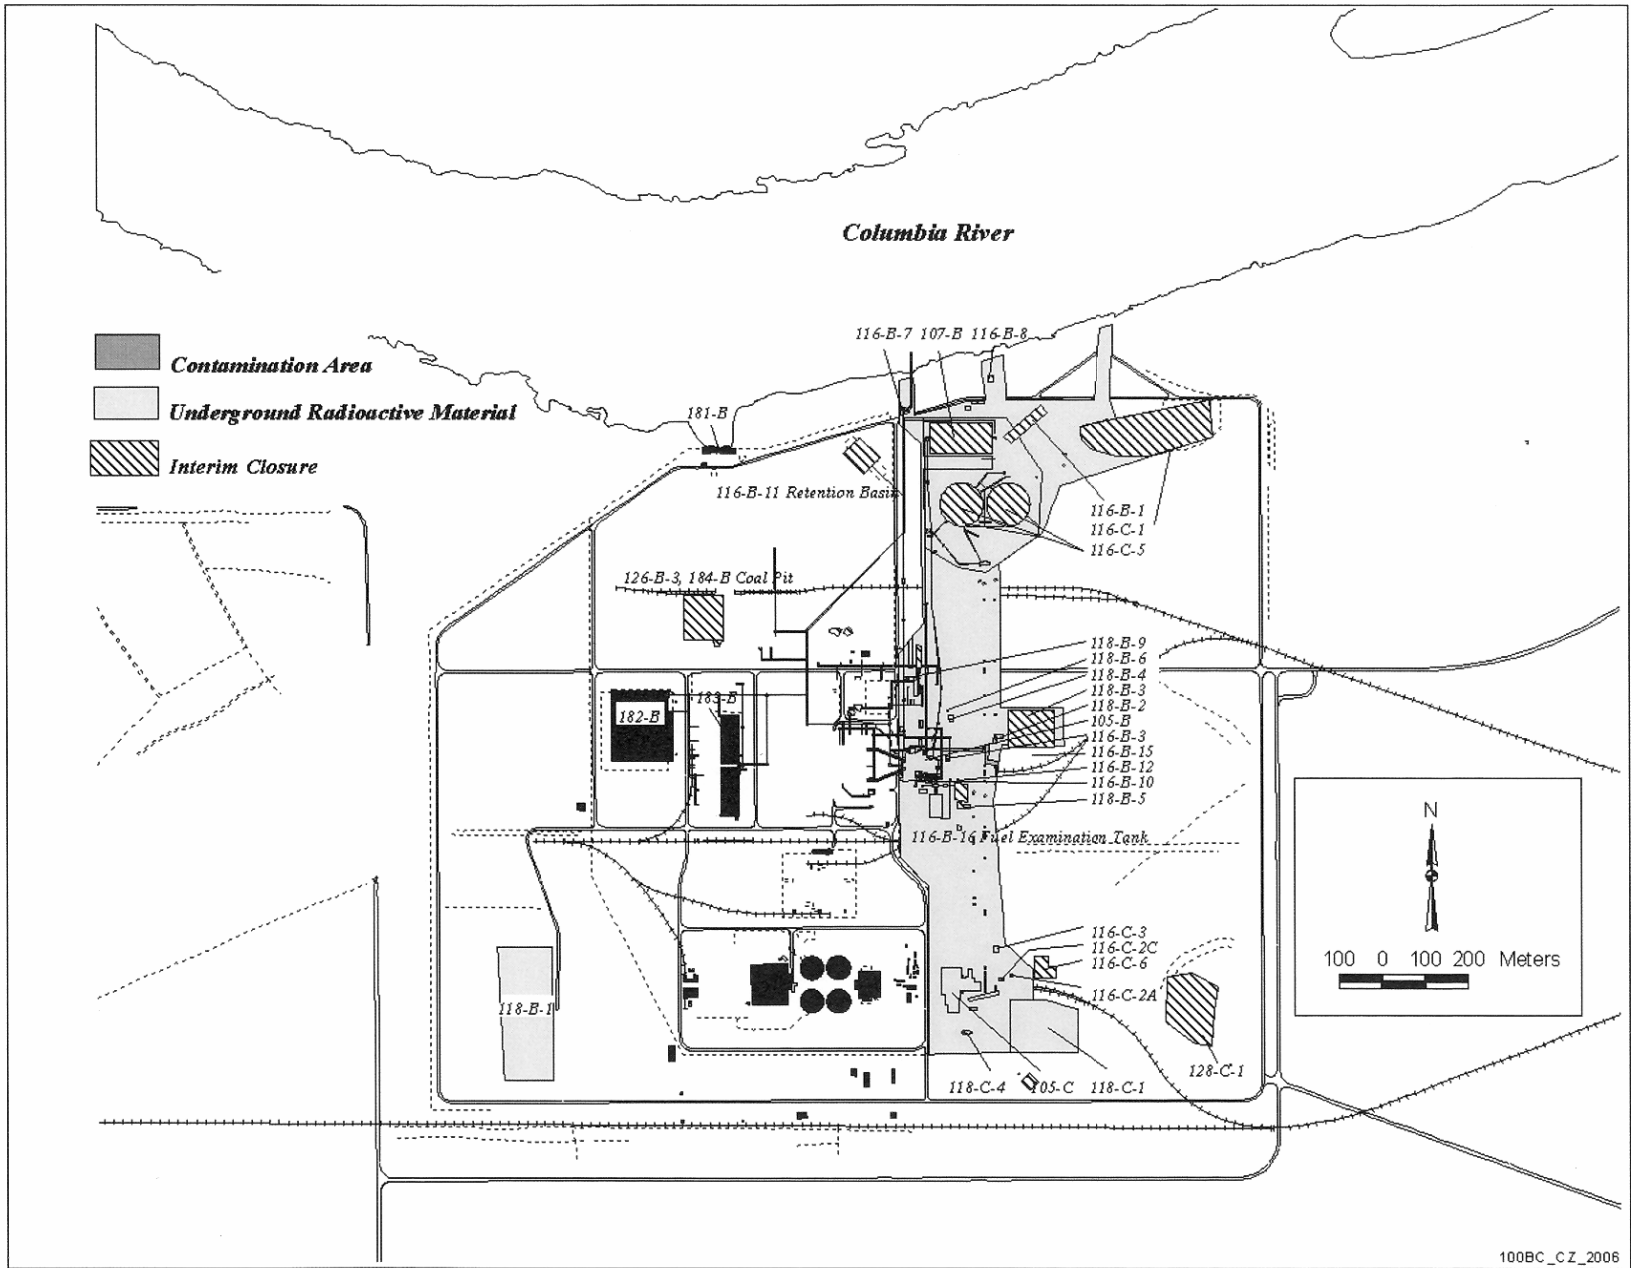 Columbia River
116-B-7 107-B 116-B-8
Contamination Area
Underground Radioactive Material
Interim Closure
181-B
116-B-11 Retention Basin
116-B-1
116-C-1
116-C-5
126-B-3, 184-B Coal Pit
118-B-9
118-B-6
118-B-4
118-B-3
118-B-2
105-B
116-B-3
116-B-15
116-B-12
116-B-10
118-B-5
182-B
183-B
116-B-16 Fuel Examination Tank
N
100 0 100 200 Meters
116-C-3
116-C-2C
116-C-6
116-C-2A
118-B-1
128-C-1
118-C-4 105-C 118-C-1
100BC_CZ_2006